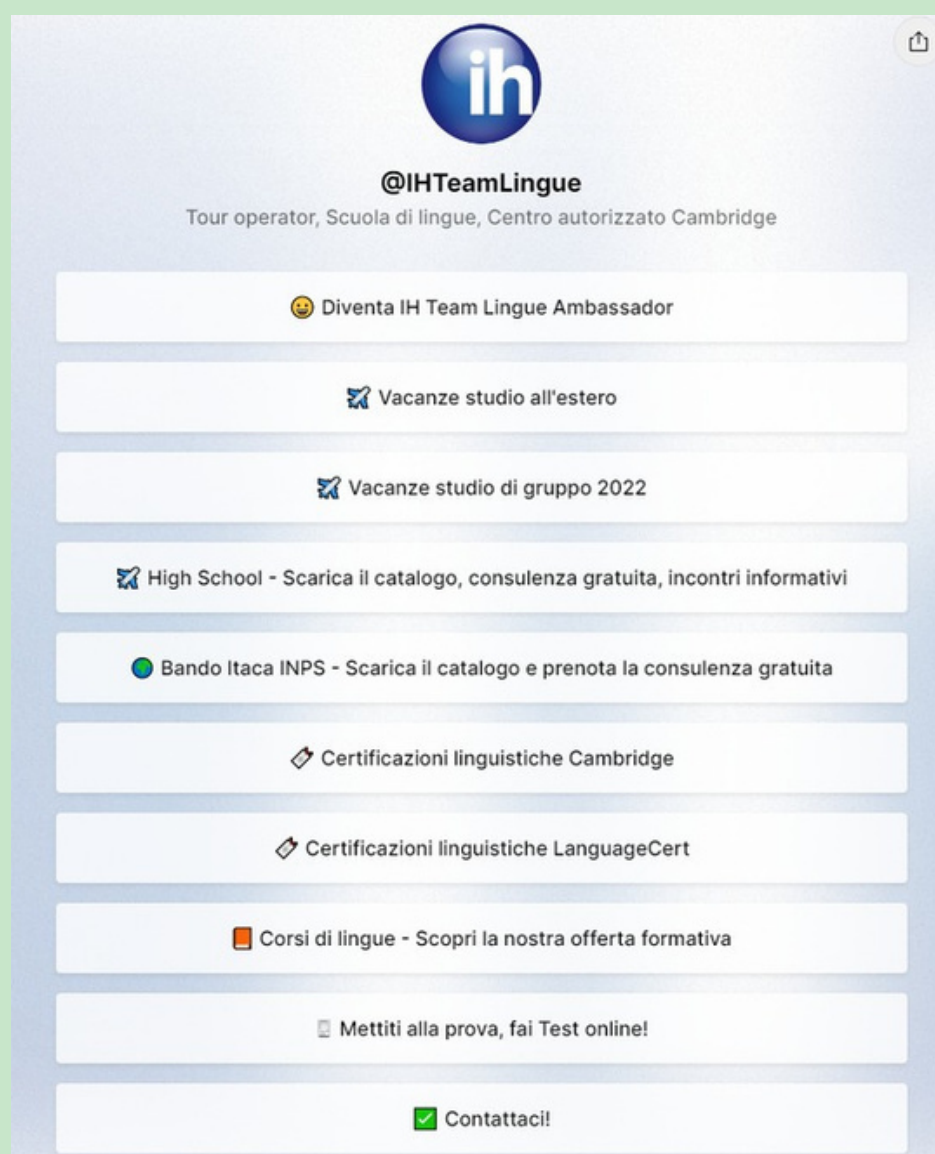 ih
@IHTeamLingue
Tour operator, Scuola di lingue, Centro autorizzato Cambridge
😀 Diventa IH Team Lingue Ambassador
✈️ Vacanze studio all'estero
✈️ Vacanze studio di gruppo 2022
✈️ High School - Scarica il catalogo, consulenza gratuita, incontri informativi
🌍 Bando Itaca INPS - Scarica il catalogo e prenota la consulenza gratuita
Certificazioni linguistiche Cambridge
Certificazioni linguistiche LanguageCert
📙 Corsi di lingue - Scopri la nostra offerta formativa
Mettiti alla prova, fai Test online!
✅ Contattaci!